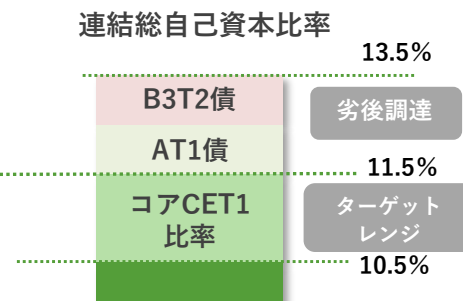 連結総自己資本比率
13.5%
B3T2債
劣後調達
AT1債
11.5%
コアCET1
比率
ターゲット
レンジ
10.5%